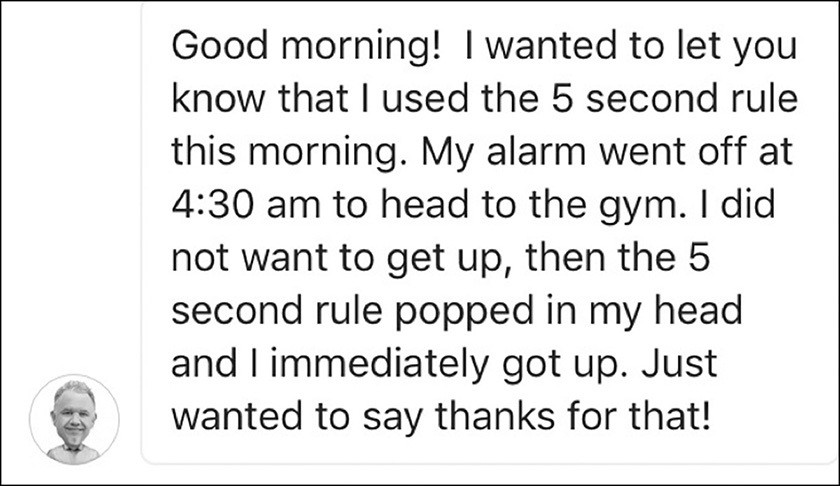 Good morning!  I wanted to let you
know that I used the 5 second rule
this morning. My alarm went off at
4:30 am to head to the gym. I did
not want to get up, then the 5
second rule popped in my head
and I immediately got up. Just
wanted to say thanks for that!